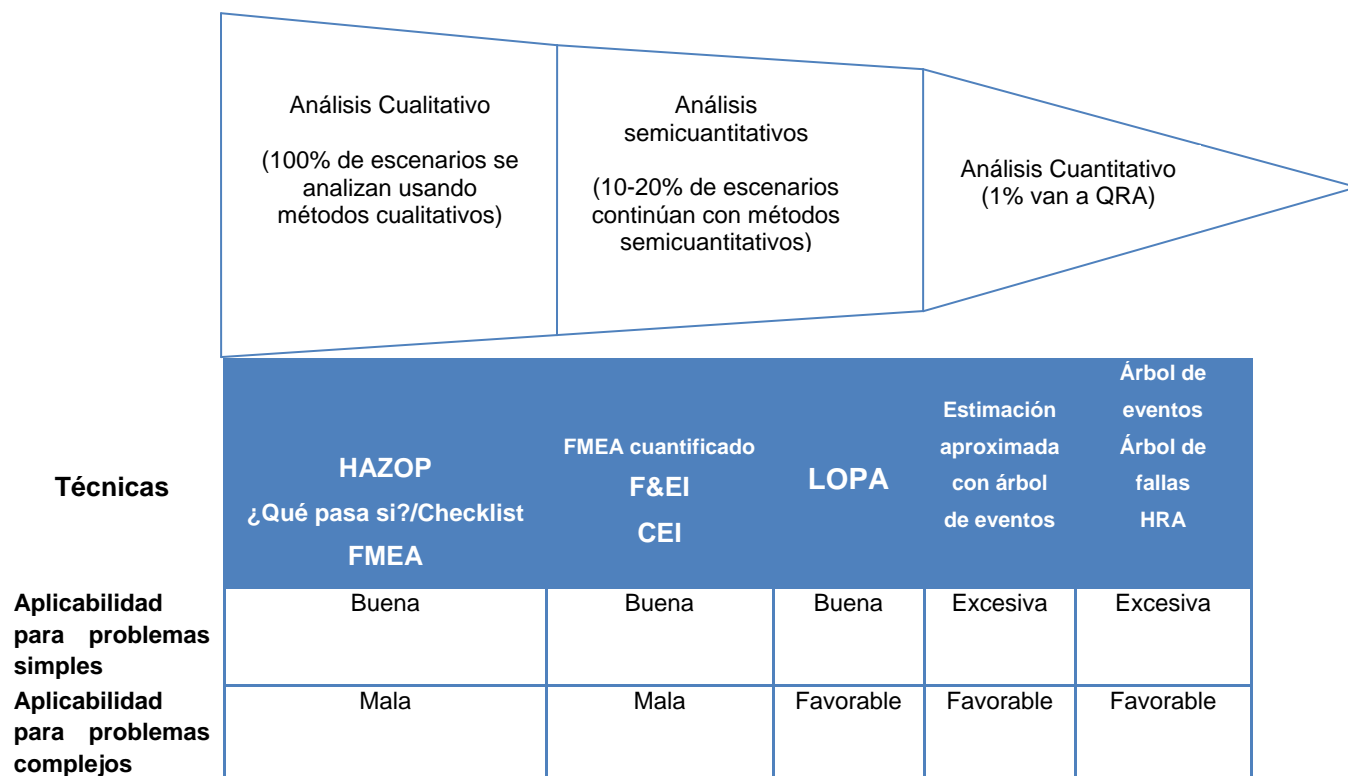 Análisis Cualitativo
(100% de escenarios se
analizan usando
métodos cualitativos)
Análisis
semicuantitativos
(10-20% de escenarios
continúan con métodos
semicuantitativos)
Análisis Cuantitativo
(1% van a QRA)
Técnicas
HAZOP
¿Qué pasa si?/Checklist
FMEA
FMEA cuantificado
F&EI
CEI
LOPA
Estimación
aproximada
con árbol
de eventos
Árbol de
eventos
Árbol de
fallas
HRA
Aplicabilidad
para problemas
simples
Buena
Buena
Buena
Excesiva
Excesiva
Aplicabilidad
para problemas
complejos
Mala
Mala
Favorable
Favorable
Favorable